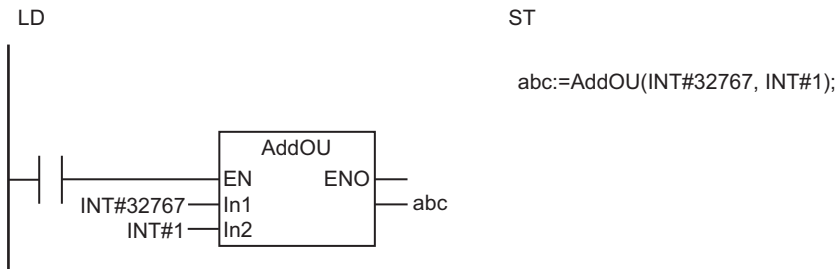 LD
ST
abc:=AddOU(INT#32767, INT#1);
AddOU
EN ENO
INT#32767 In1 abc
INT#1 In2